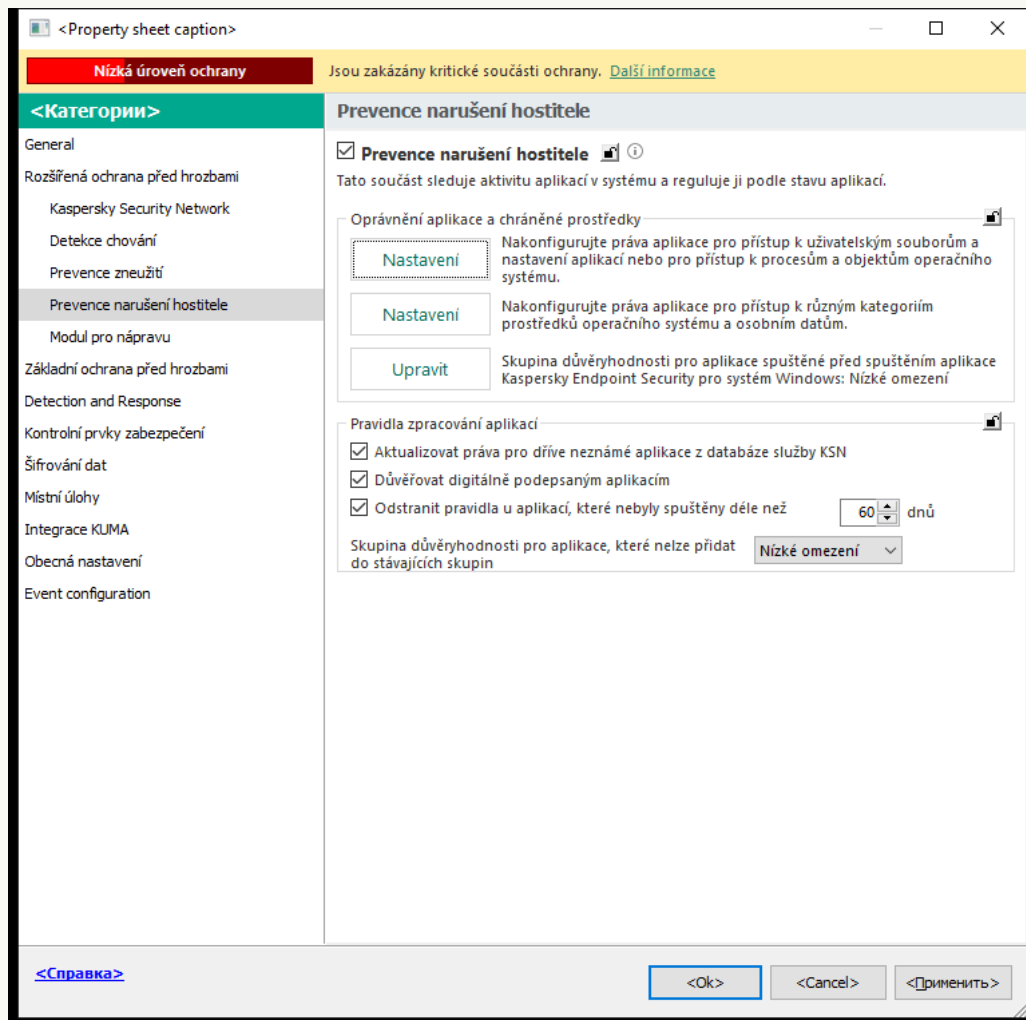 <Property sheet caption>
Nízká úroveň ochrany
Jsou zakázány kritické součásti ochrany. Další informace
<Категории>
General
Rozšířená ochrana před hrozbami
Kaspersky Security Network
Detekce chování
Prevence zneužití
Prevence narušení hostitele
Modul pro nápravu
Základní ochrana před hrozbami
Detection and Response
Kontrolní prvky zabezpečení
Šifrování dat
Místní úlohy
Integrace KUMA
Obecná nastavení
Event configuration
Prevence narušení hostitele
Prevence narušení hostitele
Tato součást sleduje aktivitu aplikací v systému a reguluje ji podle stavu aplikací.
Oprávnění aplikace a chráněné prostředky
Nastavení
Nakonfigurujte práva aplikace pro přístup k uživatelským souborům a
nastavení aplikací nebo pro přístup k procesům a objektům operačního
systému.
Nastavení
Nakonfigurujte práva aplikace pro přístup k různým kategoriím
prostředků operačního systému a osobním datům.
Upravit
Skupina důvěryhodnosti pro aplikace spuštěné před spuštěním aplikace
Kaspersky Endpoint Security pro systém Windows: Nízké omezení
Pravidla zpracování aplikací
Aktualizovat práva pro dříve neznámé aplikace z databáze služby KSN
Důvěřovat digitálně podepsaným aplikacím
Odstranit pravidla u aplikací, které nebyly spuštěny déle než 60 dnů
Skupina důvěryhodnosti pro aplikace, které nelze přidat
do stávajících skupin
Nízké omezení
<Справка>
<Ok>
<Cancel>
<Применить>